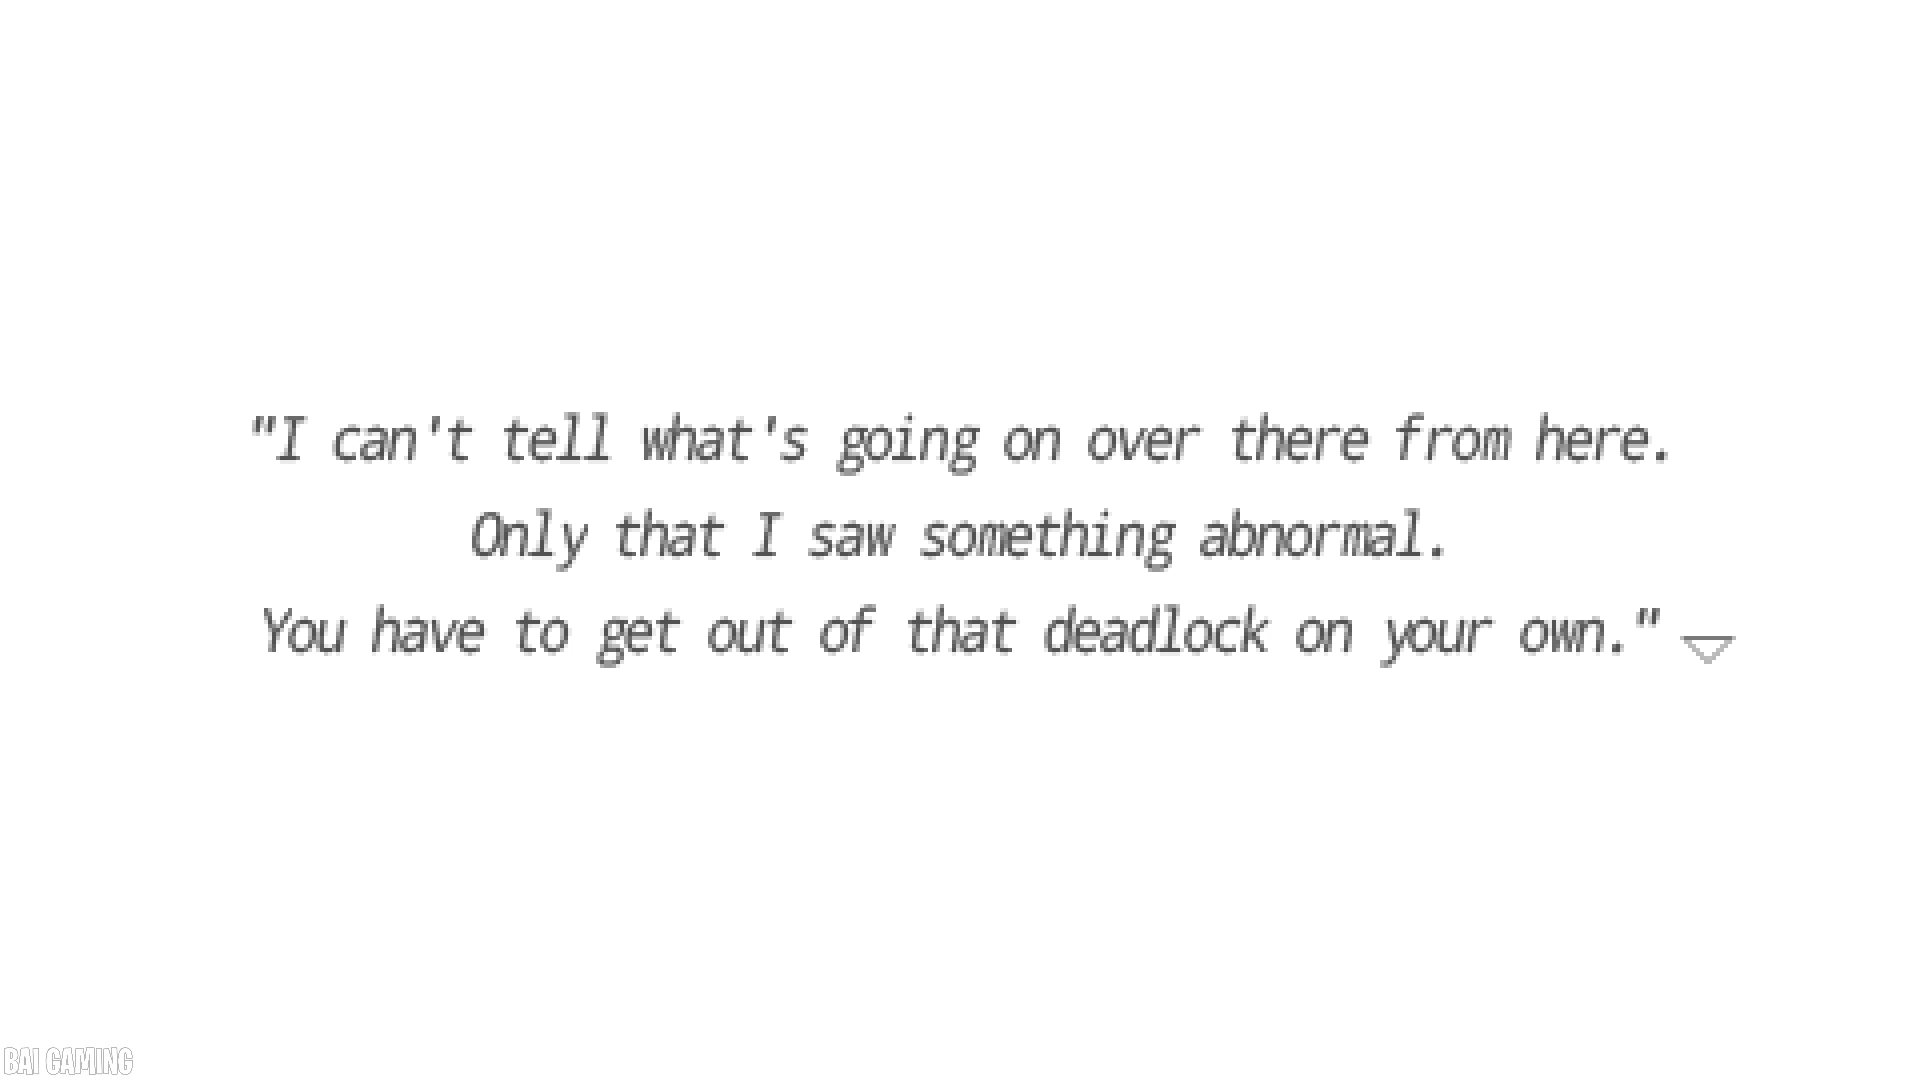 "I can't tell what's going on over there from here.
Only that I saw something abnormal.
You have to get out of that deadlock on your own."
BAI GAMING